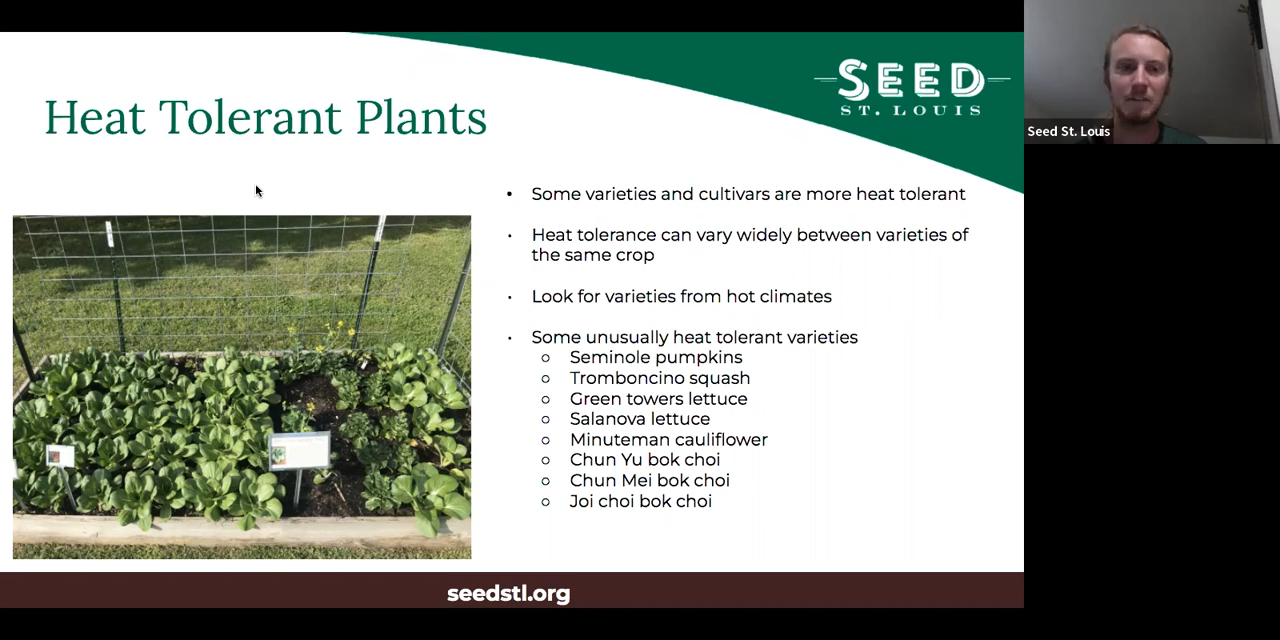 Heat Tolerant Plants
SEED
ST. LOUIS
Seed St. Louis
• Some varieties and cultivars are more heat tolerant
• Heat tolerance can vary widely between varieties of
the same crop
• Look for varieties from hot climates
• Some unusually heat tolerant varieties
○ Seminole pumpkins
○ Tromboncino squash
○ Green towers lettuce
○ Salanova lettuce
○ Minuteman cauliflower
○ Chun Yu bok choi
○ Chun Mei bok choi
○ Joi choi bok choi
seedstl.org